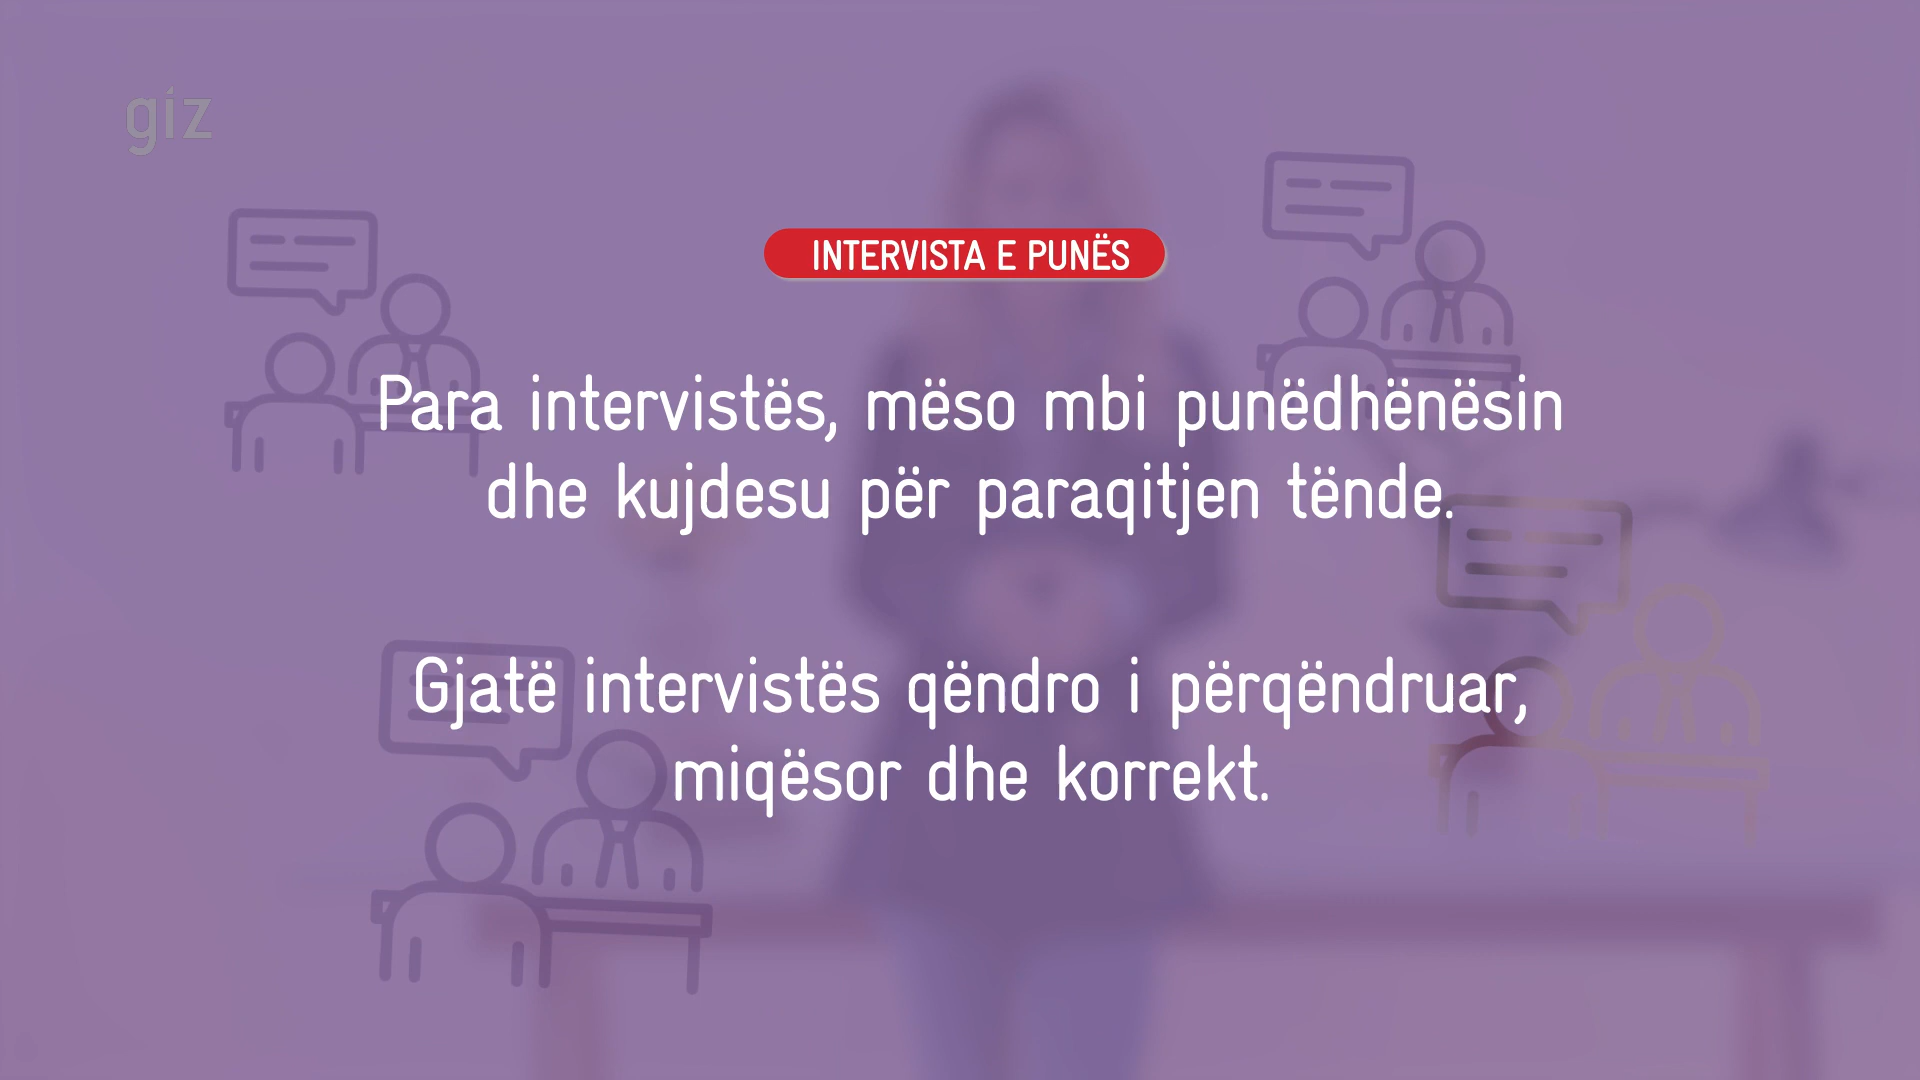 giz
INTERVISTA E PUNËS
Para intervistës, mëso mbi punëdhënësin
dhe kujdesu për paraqitjen tënde.
Gjatë intervistës qëndro i përqëndruar,
miqësor dhe korrekt.